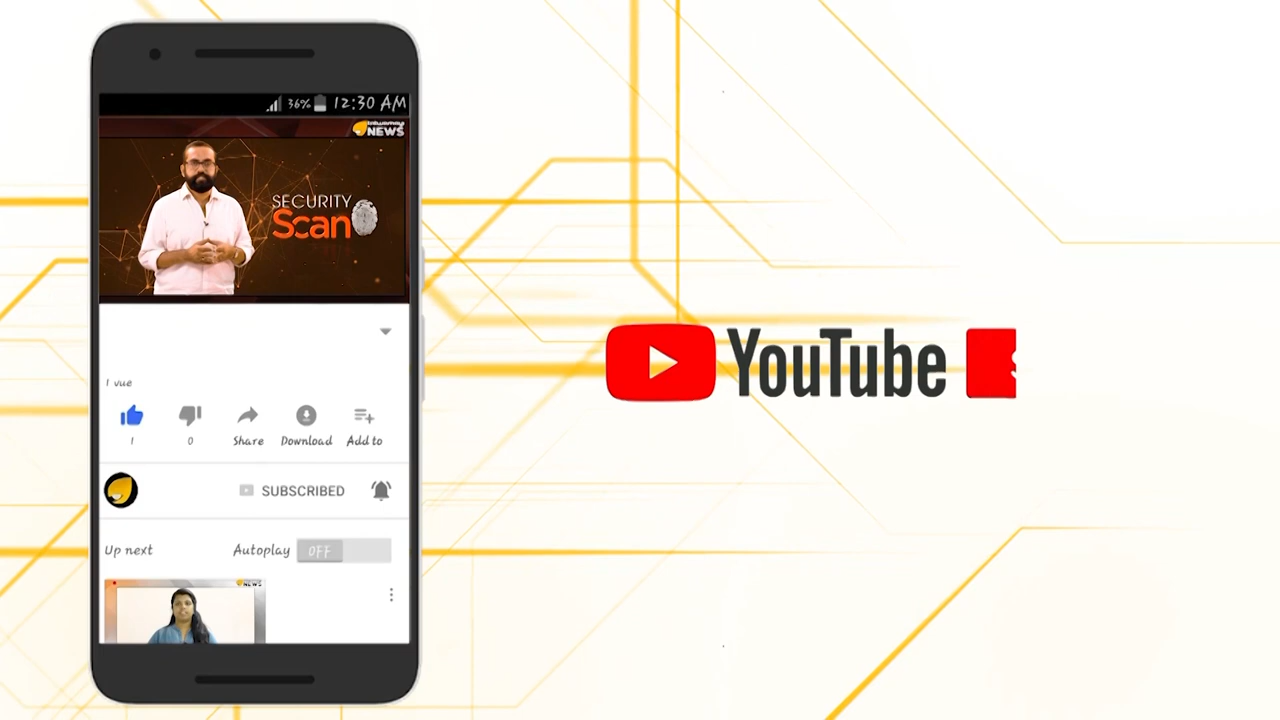 36% 12:30 AM
NEWS
SECURITY
Scan
1 vue
1
0
Share
Download
Add to
SUBSCRIBED
Up next
Autoplay
OFF
NEWS
YouTube